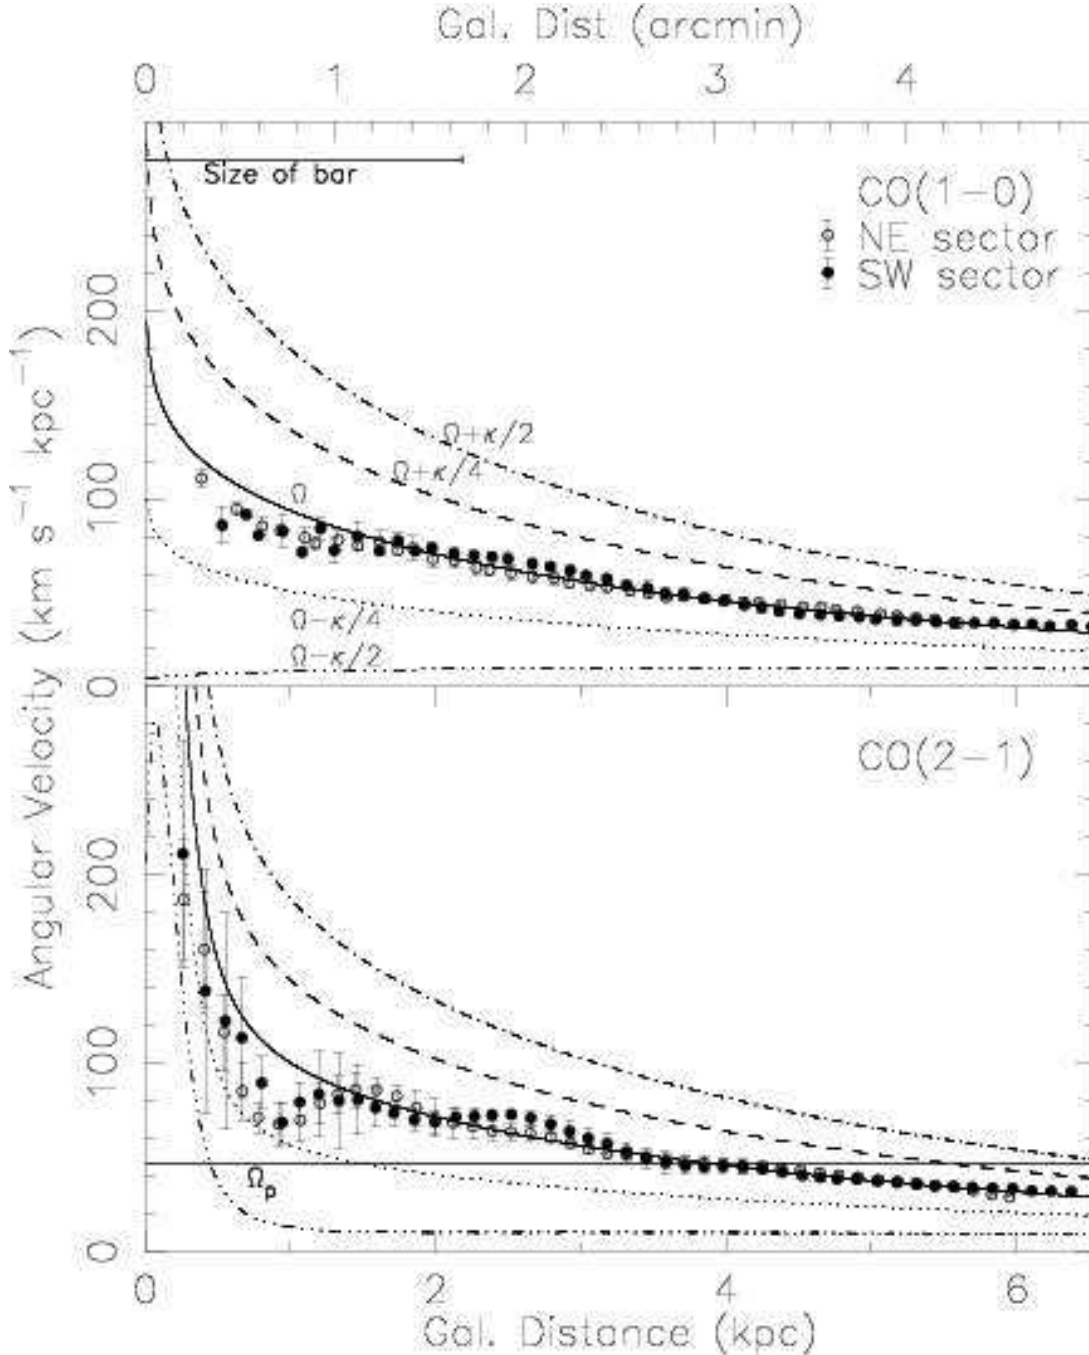 Gal. Dist (arcmin)
0 1 2 3 4
Size of bar
CO(1−0)
NE sector
SW sector
200
Ω+κ/2
Ω+κ/4
Ω
100
Ω−κ/4
Ω−κ/2
0
Angular Velocity (km s⁻¹ kpc⁻¹)
CO(2−1)
200
100
Ωp
0
0 2 4 6
Gal. Distance (kpc)